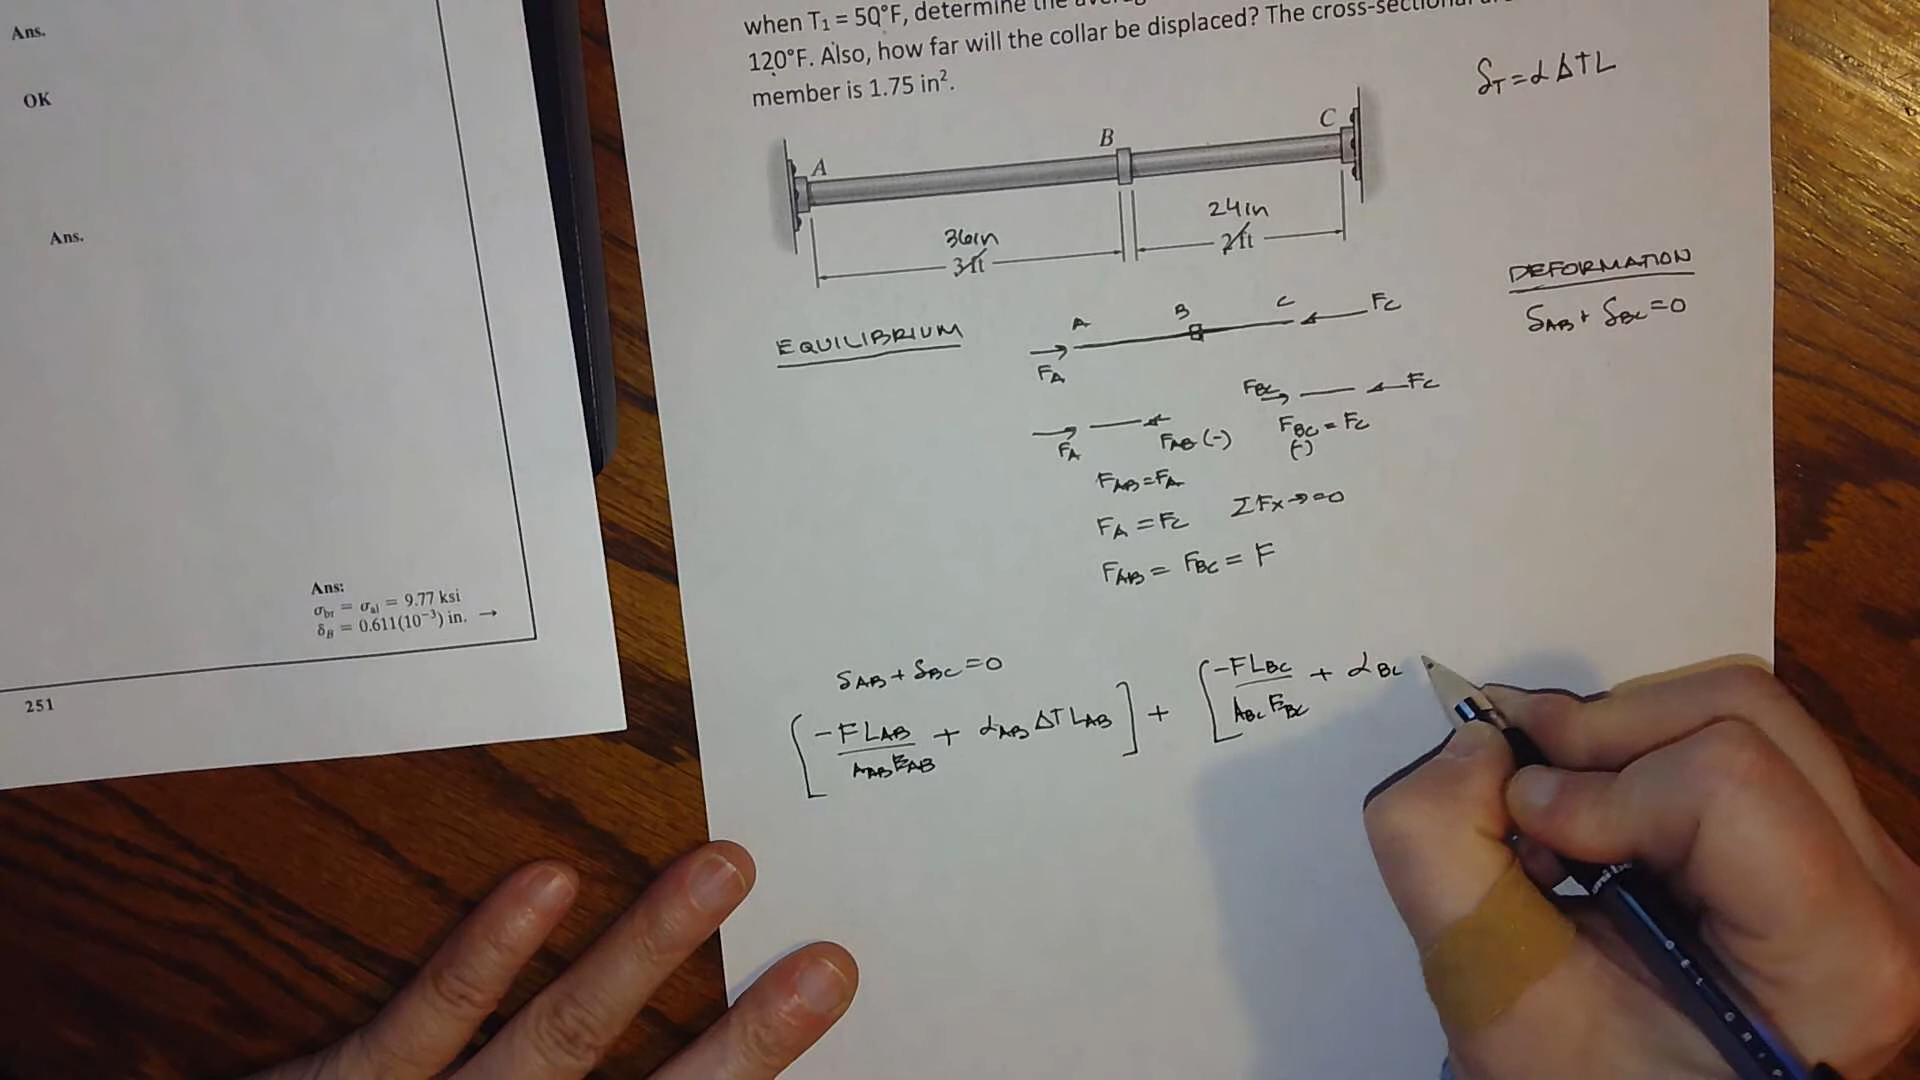 Ans.
OK
Ans.
Ans:
σbr = σal = 9.77 ksi
δB = 0.611(10⁻³) in. →
251
when T₁ = 50°F, determine the
120°F. Also, how far will the collar be displaced? The cross-sectional
member is 1.75 in².
δT = α ΔT L
A
B
C
36in
3ft
24in
2ft
EQUILIBRIUM
A
B
C
FC
FA
DEFORMATION
δAB + δBC = 0
FA
FAB (-)
FBC
FC
FBC = FC
(-)
FAB = FA
FA = FC
ΣFx → = 0
FAB = FBC = F
δAB + δBC = 0
[-F LAB / AAB EAB + αAB ΔT LAB] + [-F LBC / ABC EBC + αBC